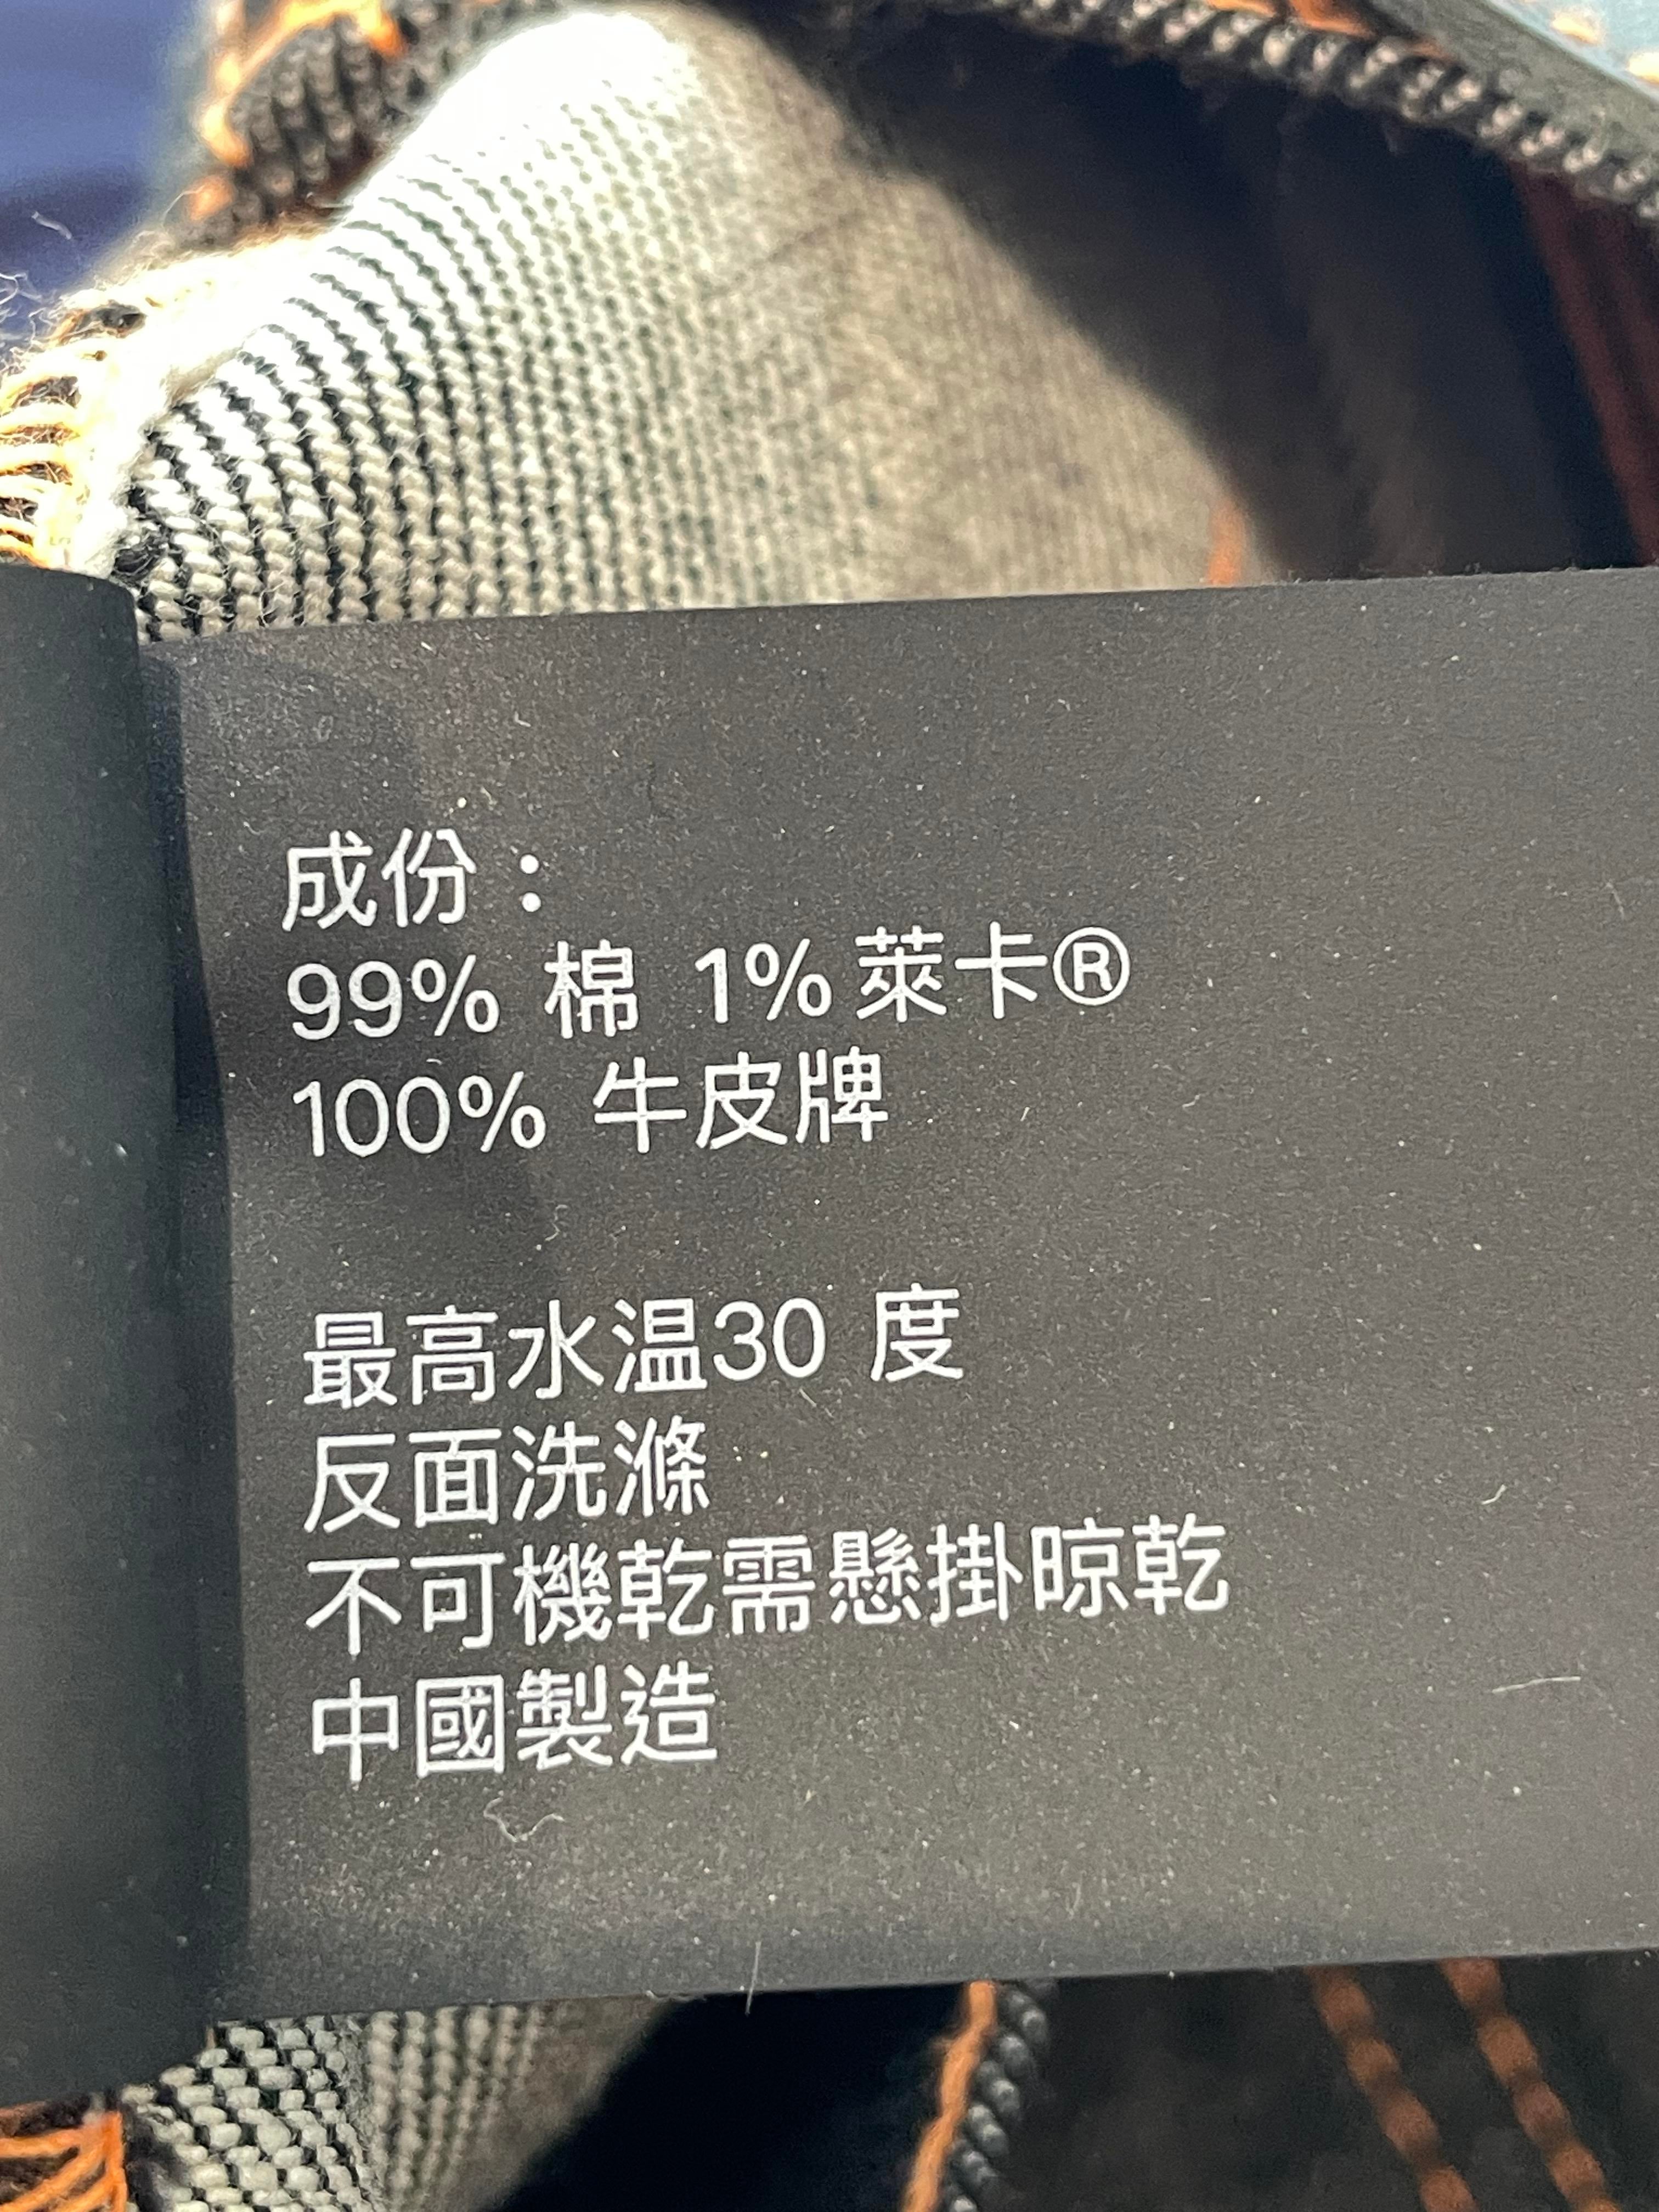 成份：
99% 棉 1%萊卡®
100% 牛皮牌
最高水温30 度
反面洗滌
不可機乾需懸掛晾乾
中國製造